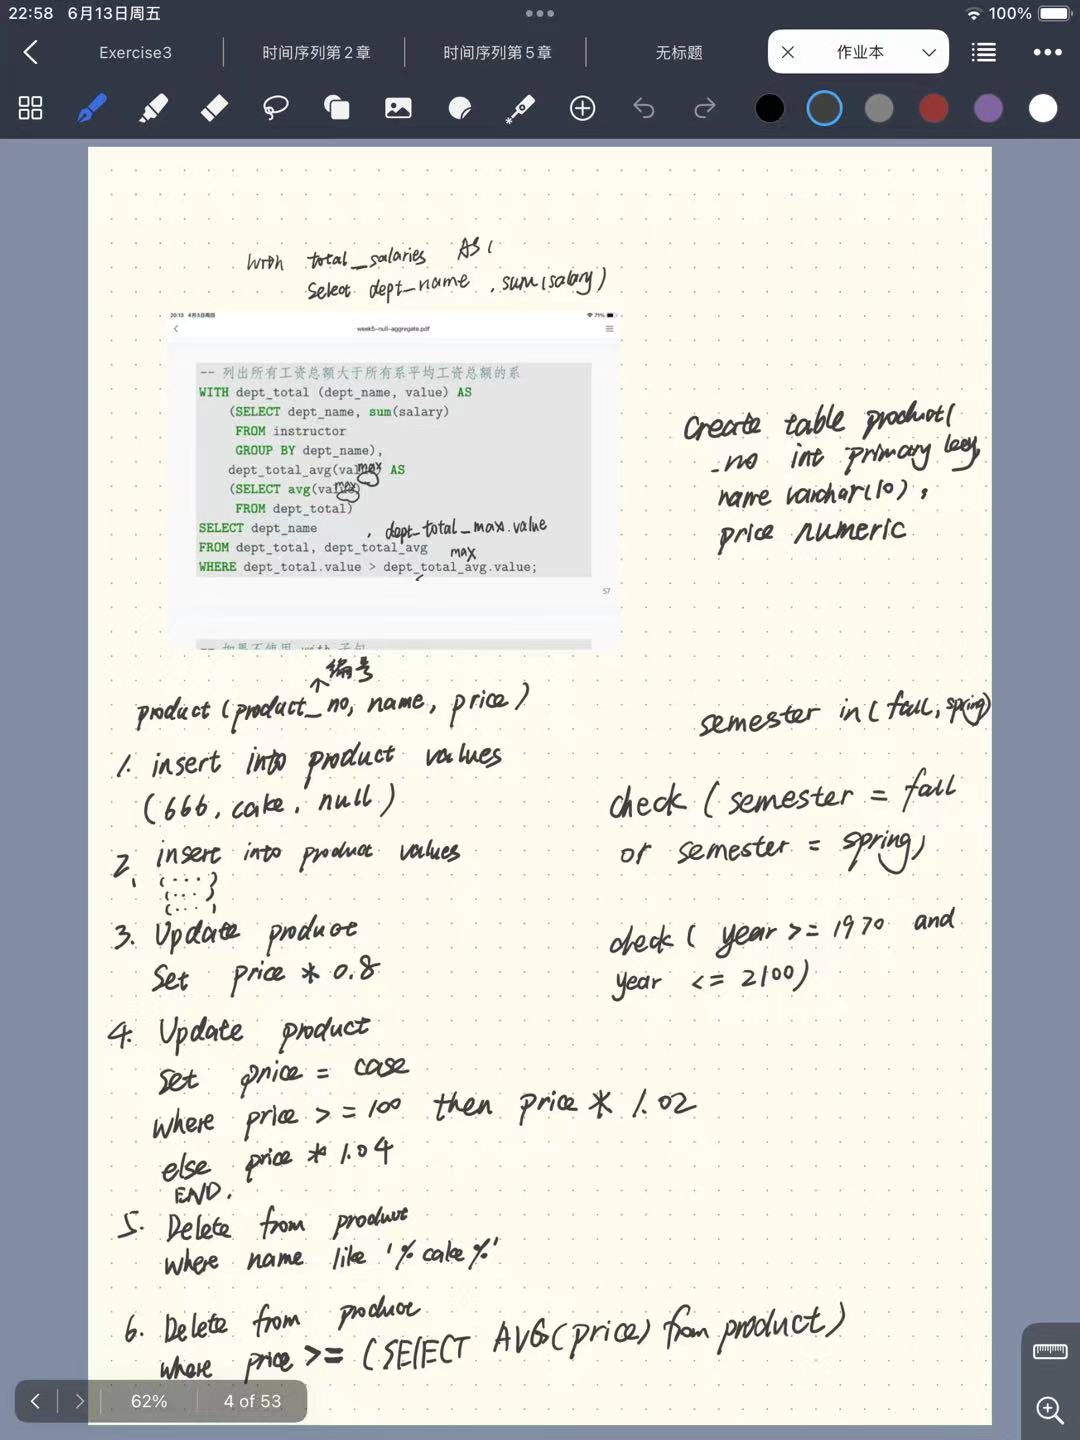 22:58 6月13日周五
100%
Exercise3
时间序列第2章
时间序列第5章
无标题
作业本
With total_salaries AS (
Select dept_name , sum(salary)
20:13 4月3日周四
71%
week5-null-aggregate.pdf
-- 列出所有工资总额大于所有系平均工资总额的系
WITH dept_total (dept_name, value) AS
(SELECT dept_name, sum(salary)
FROM instructor
GROUP BY dept_name),
dept_total_avg(value) AS
max
(SELECT avg(value)
max
FROM dept_total)
SELECT dept_name , dept_total_max.value
FROM dept_total, dept_total_avg
max
WHERE dept_total.value > dept_total_avg.value;
57
-- 如果不使用 with 子句
Create table product(
no int primary key
name varchar(10),
price numeric
编号
product (product_no, name, price)
1. insert into product values
(666, cake, null)
2. insert into product values
(...)
(...)
(...)
3. Update product
Set price * 0.8
4. Update product
Set price = case
where price >= 100 then price * 1.02
else price * 1.04
END.
5. Delete from product
where name like '%cake%'
6. Delete from product
where price >= (SELECT AVG(price) from product)
semester in(fall, spring)
check (semester = fall
or semester = spring)
check ( year >= 1970 and
year <= 2100)
62%
4 of 53